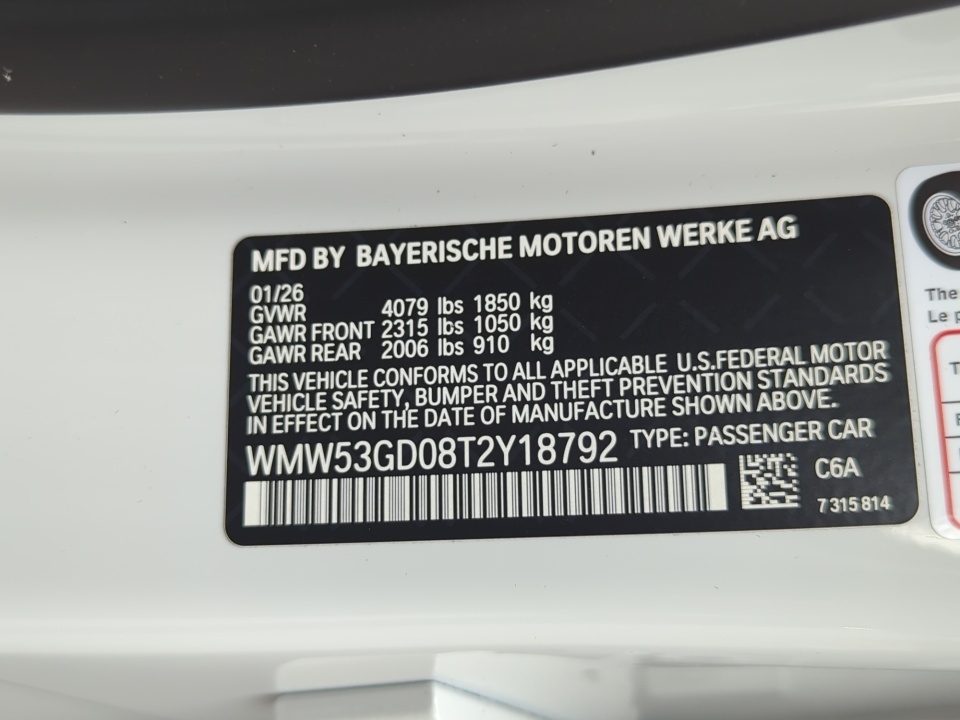 MFD BY BAYERISCHE MOTOREN WERKE AG
01/26
GVWR 4079 lbs 1850 kg
GAWR FRONT 2315 lbs 1050 kg
GAWR REAR 2006 lbs 910 kg
THIS VEHICLE CONFORMS TO ALL APPLICABLE U.S.FEDERAL MOTOR
VEHICLE SAFETY, BUMPER AND THEFT PREVENTION STANDARDS
IN EFFECT ON THE DATE OF MANUFACTURE SHOWN ABOVE.
WMW53GD08T2Y18792 TYPE: PASSENGER CAR
C6A
7 315 814
The
Le p